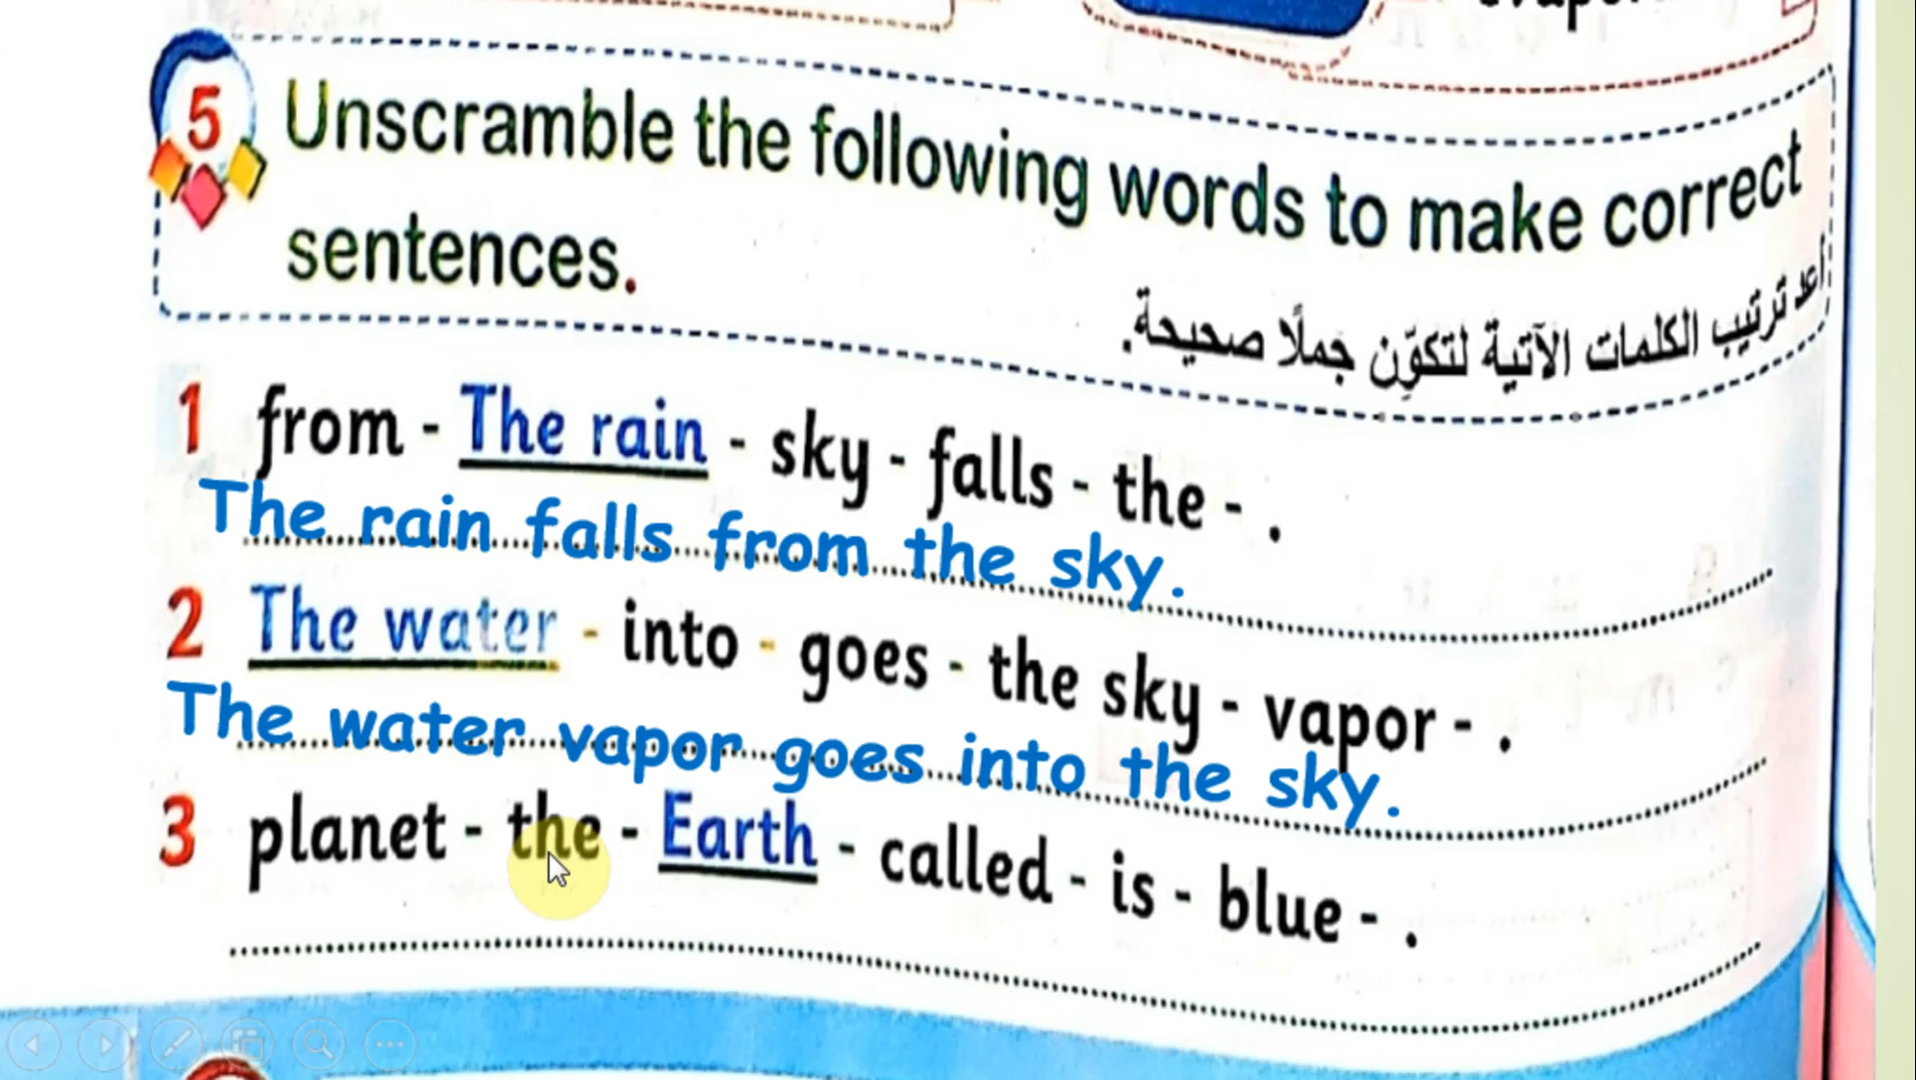 5 Unscramble the following words to make correct
sentences.
أعد ترتيب الكلمات الآتية لتكوّن جملًا صحيحة.
1 from - The rain - sky - falls - the - .
The rain falls from the sky.
2 The water - into - goes - the sky - vapor - .
The water vapor goes into the sky.
3 planet - the - Earth - called - is - blue - .